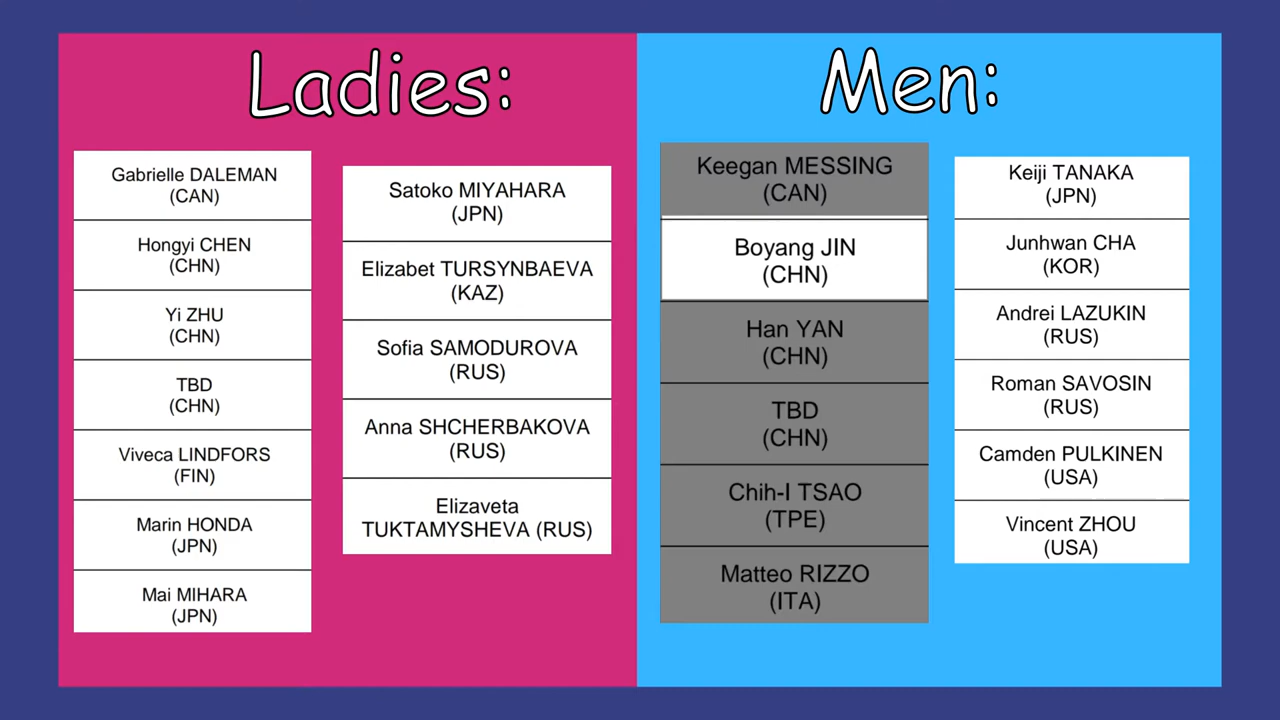 Ladies:
Gabrielle DALEMAN
(CAN)
Hongyi CHEN
(CHN)
Yi ZHU
(CHN)
TBD
(CHN)
Viveca LINDFORS
(FIN)
Marin HONDA
(JPN)
Mai MIHARA
(JPN)
Satoko MIYAHARA
(JPN)
Elizabet TURSYNBAEVA
(KAZ)
Sofia SAMODUROVA
(RUS)
Anna SHCHERBAKOVA
(RUS)
Elizaveta
TUKTAMYSHEVA (RUS)
Men:
Keegan MESSING
(CAN)
Boyang JIN
(CHN)
Han YAN
(CHN)
TBD
(CHN)
Chih-I TSAO
(TPE)
Matteo RIZZO
(ITA)
Keiji TANAKA
(JPN)
Junhwan CHA
(KOR)
Andrei LAZUKIN
(RUS)
Roman SAVOSIN
(RUS)
Camden PULKINEN
(USA)
Vincent ZHOU
(USA)